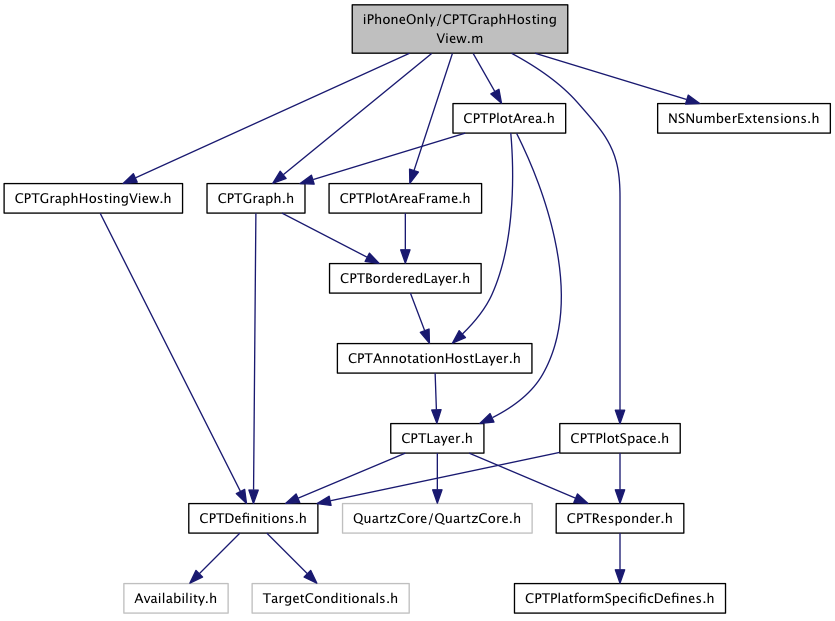 iPhoneOnly/CPTGraphHosting
View.m
CPTPlotArea.h
NSNumberExtensions.h
CPTGraphHostingView.h
CPTGraph.h
CPTPlotAreaFrame.h
CPTBorderedLayer.h
CPTAnnotationHostLayer.h
CPTLayer.h
CPTPlotSpace.h
CPTDefinitions.h
QuartzCore/QuartzCore.h
CPTResponder.h
Availability.h
TargetConditionals.h
CPTPlatformSpecificDefines.h